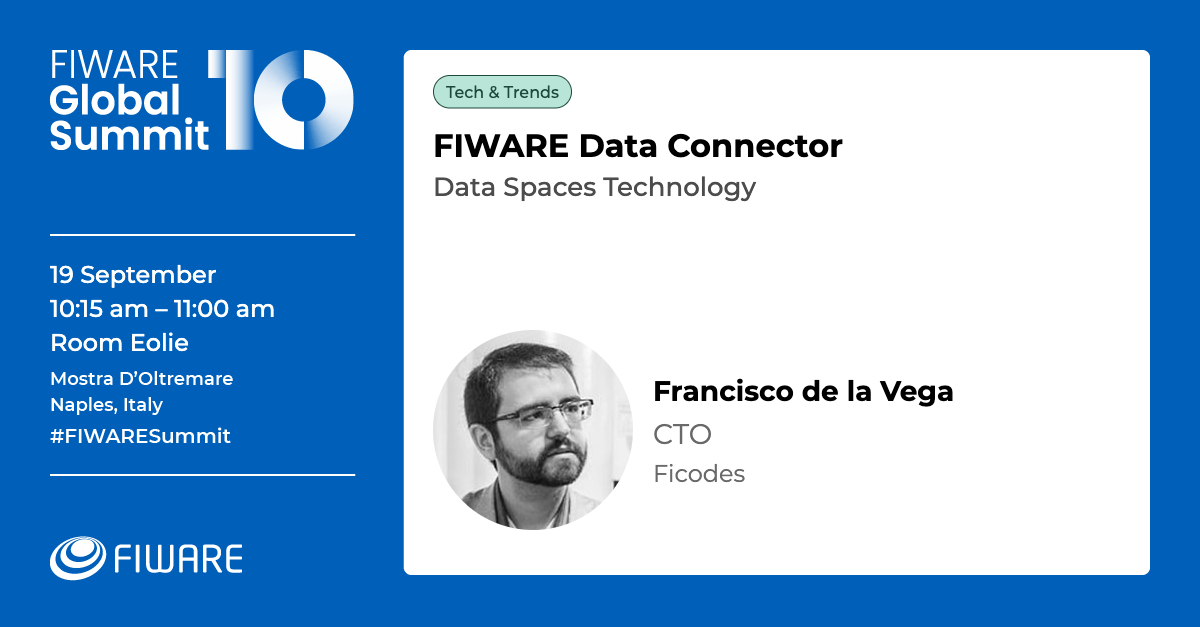 FIWARE
Global
Summit
10
19 September
10:15 am – 11:00 am
Room Eolie
Mostra D’Oltremare
Naples, Italy
#FIWARESummit
FIWARE
Tech & Trends
FIWARE Data Connector
Data Spaces Technology
Francisco de la Vega
CTO
Ficodes